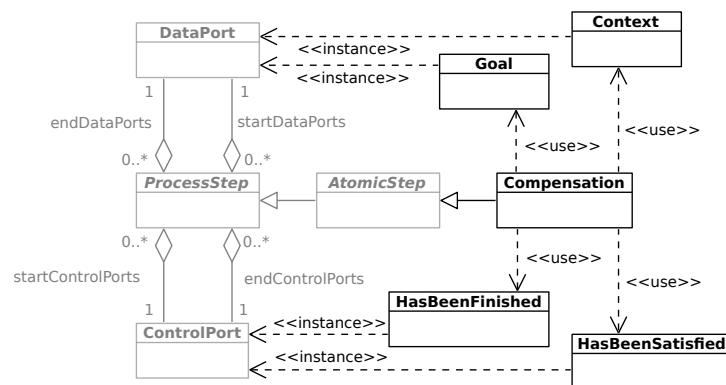 DataPort
Context
<<instance>>
<<instance>>
Goal
1
1
endDataPorts
startDataPorts
<<use>>
<<use>>
0..*
0..*
ProcessStep
AtomicStep
Compensation
0..*
0..*
startControlPorts
endControlPorts
<<use>>
<<use>>
1
1
HasBeenFinished
<<instance>>
ControlPort
HasBeenSatisfied
<<instance>>